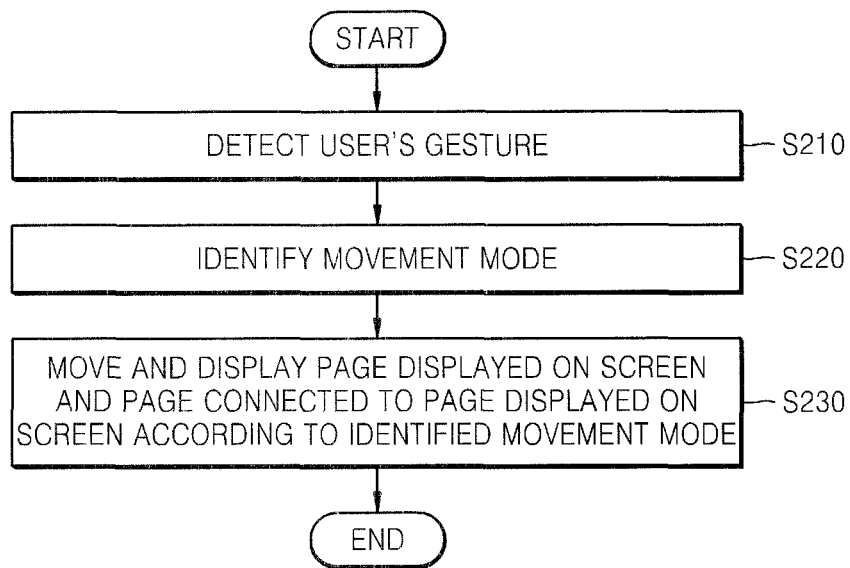 START
DETECT USER'S GESTURE
S210
IDENTIFY MOVEMENT MODE
S220
MOVE AND DISPLAY PAGE DISPLAYED ON SCREEN
AND PAGE CONNECTED TO PAGE DISPLAYED ON
SCREEN ACCORDING TO IDENTIFIED MOVEMENT MODE
S230
END